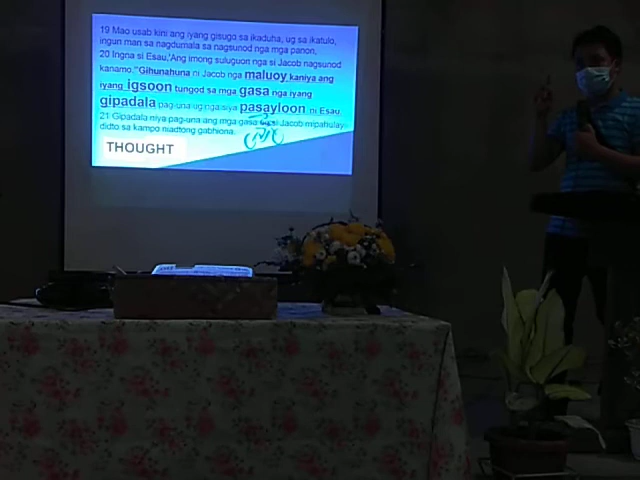 19 Mao usab kini ang iyang gisugo sa ikaduha, ug sa ikatulo,
ingun man sa nagdumala sa nagsunod nga mga panon,
20 Ingna si Esau,'Ang imong suluguon nga si Jacob nagsunod
kanamo.'"Gihunahuna ni Jacob nga maluoy kaniya ang
iyang igsoon tungod sa mga gasa nga iyang
gipadala pag-una ug ngaisiya pasayloon ni Esau.
21 Gipadala niya pag-una ang mga gasa si Jacob mipahulay
didto sa kampo niadtong gabhiona.
THOUGHT